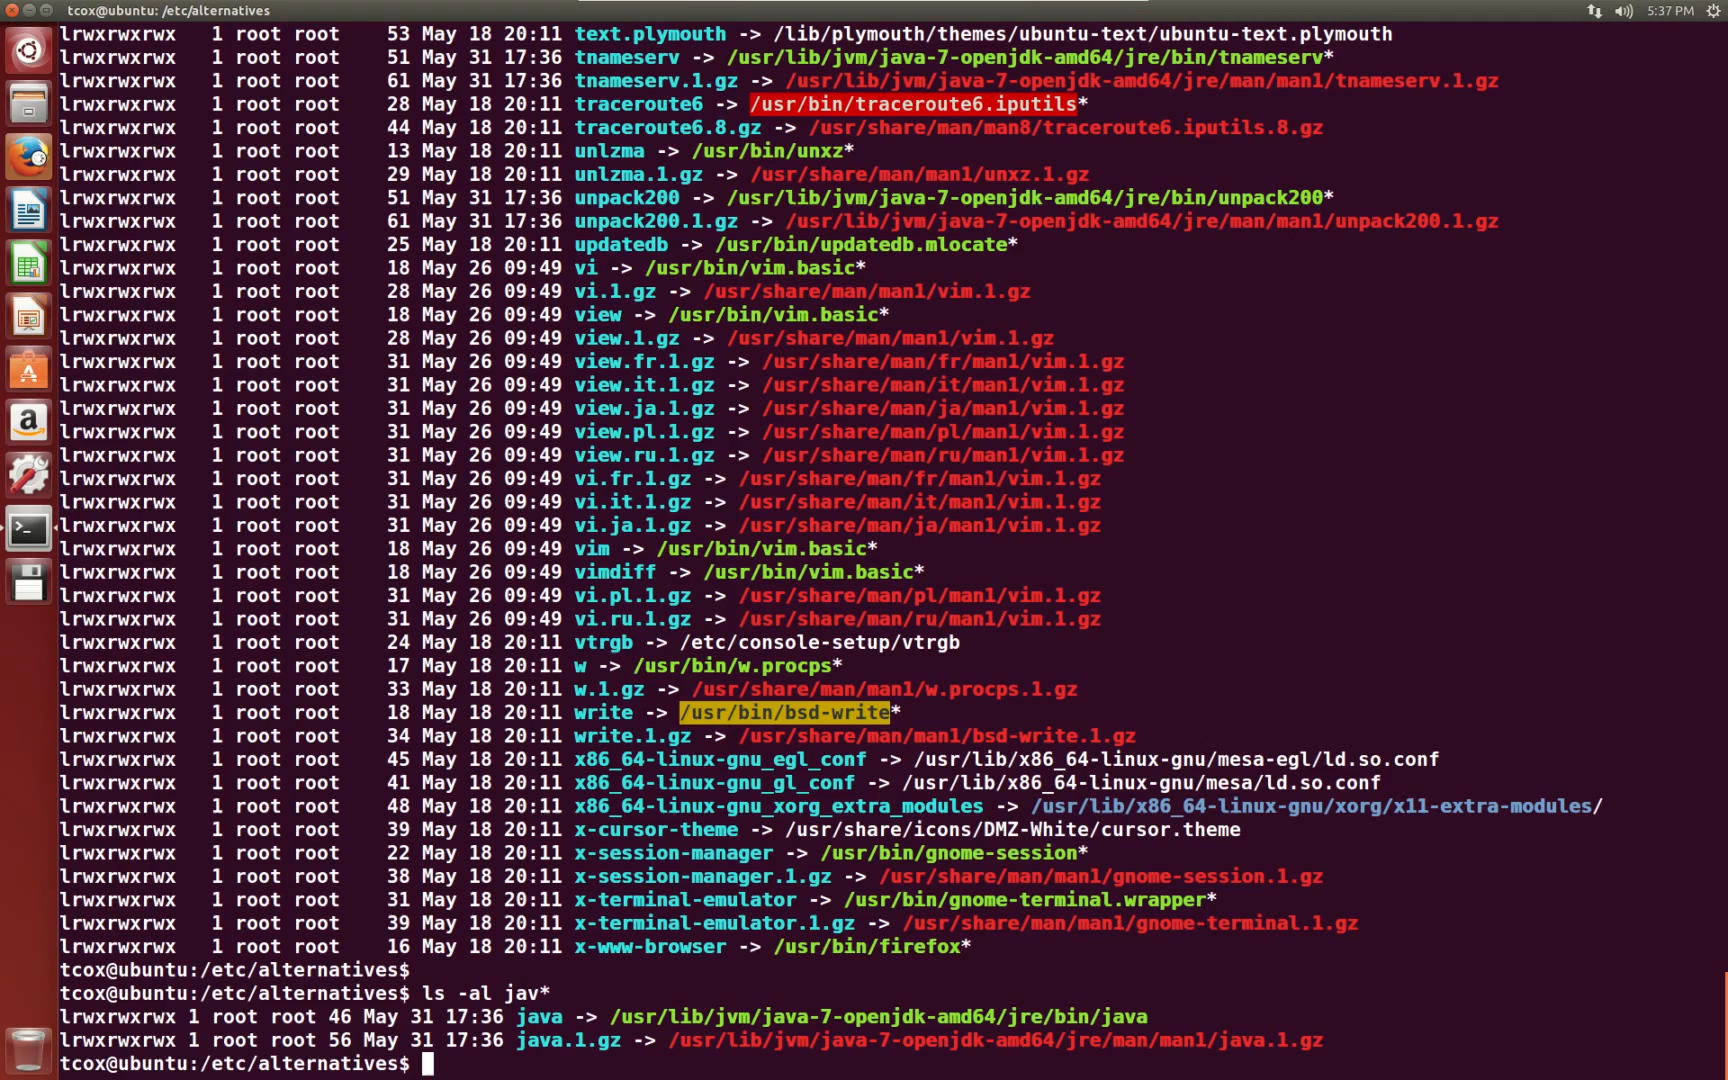 tcox@ubuntu: /etc/alternatives 5:37 PM
lrwxrwxrwx 1 root root 53 May 18 20:11 text.plymouth -> /lib/plymouth/themes/ubuntu-text/ubuntu-text.plymouth
lrwxrwxrwx 1 root root 51 May 31 17:36 tnameserv -> /usr/lib/jvm/java-7-openjdk-amd64/jre/bin/tnameserv*
lrwxrwxrwx 1 root root 61 May 31 17:36 tnameserv.1.gz -> /usr/lib/jvm/java-7-openjdk-amd64/jre/man/man1/tnameserv.1.gz
lrwxrwxrwx 1 root root 28 May 18 20:11 traceroute6 -> /usr/bin/traceroute6.iputils*
lrwxrwxrwx 1 root root 44 May 18 20:11 traceroute6.8.gz -> /usr/share/man/man8/traceroute6.iputils.8.gz
lrwxrwxrwx 1 root root 13 May 18 20:11 unlzma -> /usr/bin/unxz*
lrwxrwxrwx 1 root root 29 May 18 20:11 unlzma.1.gz -> /usr/share/man/man1/unxz.1.gz
lrwxrwxrwx 1 root root 51 May 31 17:36 unpack200 -> /usr/lib/jvm/java-7-openjdk-amd64/jre/bin/unpack200*
lrwxrwxrwx 1 root root 61 May 31 17:36 unpack200.1.gz -> /usr/lib/jvm/java-7-openjdk-amd64/jre/man/man1/unpack200.1.gz
lrwxrwxrwx 1 root root 25 May 18 20:11 updatedb -> /usr/bin/updatedb.mlocate*
lrwxrwxrwx 1 root root 18 May 26 09:49 vi -> /usr/bin/vim.basic*
lrwxrwxrwx 1 root root 28 May 26 09:49 vi.1.gz -> /usr/share/man/man1/vim.1.gz
lrwxrwxrwx 1 root root 18 May 26 09:49 view -> /usr/bin/vim.basic*
lrwxrwxrwx 1 root root 28 May 26 09:49 view.1.gz -> /usr/share/man/man1/vim.1.gz
lrwxrwxrwx 1 root root 31 May 26 09:49 view.fr.1.gz -> /usr/share/man/fr/man1/vim.1.gz
lrwxrwxrwx 1 root root 31 May 26 09:49 view.it.1.gz -> /usr/share/man/it/man1/vim.1.gz
lrwxrwxrwx 1 root root 31 May 26 09:49 view.ja.1.gz -> /usr/share/man/ja/man1/vim.1.gz
lrwxrwxrwx 1 root root 31 May 26 09:49 view.pl.1.gz -> /usr/share/man/pl/man1/vim.1.gz
lrwxrwxrwx 1 root root 31 May 26 09:49 view.ru.1.gz -> /usr/share/man/ru/man1/vim.1.gz
lrwxrwxrwx 1 root root 31 May 26 09:49 vi.fr.1.gz -> /usr/share/man/fr/man1/vim.1.gz
lrwxrwxrwx 1 root root 31 May 26 09:49 vi.it.1.gz -> /usr/share/man/it/man1/vim.1.gz
lrwxrwxrwx 1 root root 31 May 26 09:49 vi.ja.1.gz -> /usr/share/man/ja/man1/vim.1.gz
lrwxrwxrwx 1 root root 18 May 26 09:49 vim -> /usr/bin/vim.basic*
lrwxrwxrwx 1 root root 18 May 26 09:49 vimdiff -> /usr/bin/vim.basic*
lrwxrwxrwx 1 root root 31 May 26 09:49 vi.pl.1.gz -> /usr/share/man/pl/man1/vim.1.gz
lrwxrwxrwx 1 root root 31 May 26 09:49 vi.ru.1.gz -> /usr/share/man/ru/man1/vim.1.gz
lrwxrwxrwx 1 root root 24 May 18 20:11 vtrgb -> /etc/console-setup/vtrgb
lrwxrwxrwx 1 root root 17 May 18 20:11 w -> /usr/bin/w.procps*
lrwxrwxrwx 1 root root 33 May 18 20:11 w.1.gz -> /usr/share/man/man1/w.procps.1.gz
lrwxrwxrwx 1 root root 18 May 18 20:11 write -> /usr/bin/bsd-write*
lrwxrwxrwx 1 root root 34 May 18 20:11 write.1.gz -> /usr/share/man/man1/bsd-write.1.gz
lrwxrwxrwx 1 root root 45 May 18 20:11 x86_64-linux-gnu_egl_conf -> /usr/lib/x86_64-linux-gnu/mesa-egl/ld.so.conf
lrwxrwxrwx 1 root root 41 May 18 20:11 x86_64-linux-gnu_gl_conf -> /usr/lib/x86_64-linux-gnu/mesa/ld.so.conf
lrwxrwxrwx 1 root root 48 May 18 20:11 x86_64-linux-gnu_xorg_extra_modules -> /usr/lib/x86_64-linux-gnu/xorg/x11-extra-modules/
lrwxrwxrwx 1 root root 39 May 18 20:11 x-cursor-theme -> /usr/share/icons/DMZ-White/cursor.theme
lrwxrwxrwx 1 root root 22 May 18 20:11 x-session-manager -> /usr/bin/gnome-session*
lrwxrwxrwx 1 root root 38 May 18 20:11 x-session-manager.1.gz -> /usr/share/man/man1/gnome-session.1.gz
lrwxrwxrwx 1 root root 31 May 18 20:11 x-terminal-emulator -> /usr/bin/gnome-terminal.wrapper*
lrwxrwxrwx 1 root root 39 May 18 20:11 x-terminal-emulator.1.gz -> /usr/share/man/man1/gnome-terminal.1.gz
lrwxrwxrwx 1 root root 16 May 18 20:11 x-www-browser -> /usr/bin/firefox*
tcox@ubuntu:/etc/alternatives$
tcox@ubuntu:/etc/alternatives$ ls -al jav*
lrwxrwxrwx 1 root root 46 May 31 17:36 java -> /usr/lib/jvm/java-7-openjdk-amd64/jre/bin/java
lrwxrwxrwx 1 root root 56 May 31 17:36 java.1.gz -> /usr/lib/jvm/java-7-openjdk-amd64/jre/man/man1/java.1.gz
tcox@ubuntu:/etc/alternatives$